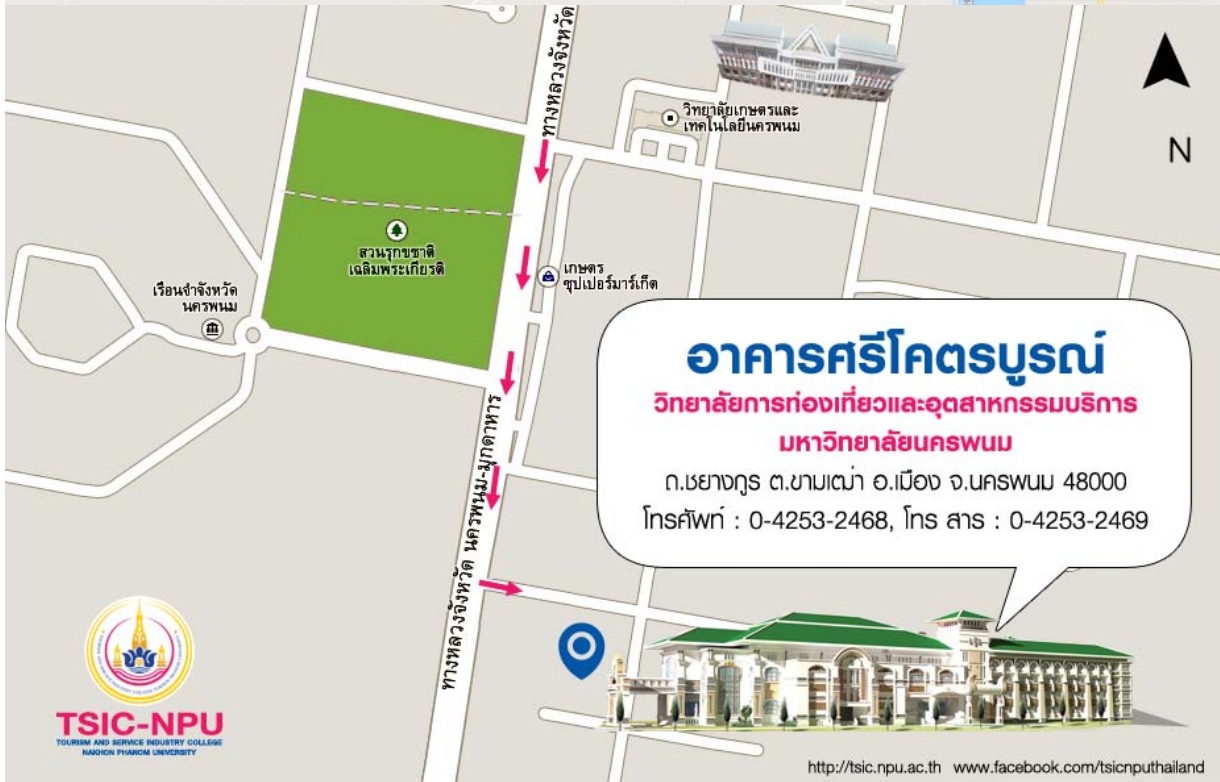 ทางหลวงจังหวัด
N
วิทยาลัยเกษตรและ
เทคโนโลยีนครพนม
สวนรุกขชาติ
เฉลิมพระเกียรติ
เกษตร
ซุปเปอร์มาร์เก็ต
เรือนจำจังหวัด
นครพนม
อาคารศรีโคตรบูรณ์
วิทยาลัยการท่องเที่ยวและอุตสาหกรรมบริการ
มหาวิทยาลัยนครพนม
ถ.ชยางกูร ต.ขามเฒ่า อ.เมือง จ.นครพนม 48000
โทรศัพท์ : 0-4253-2468, โทร สาร : 0-4253-2469
ทางหลวงจังหวัด นครพนม-มุกดาหาร
TSIC-NPU
TOURISM AND SERVICE INDUSTRY COLLEGE
NAKHON PHANOM UNIVERSITY
http://tsic.npu.ac.th www.facebook.com/tsicnputhailand